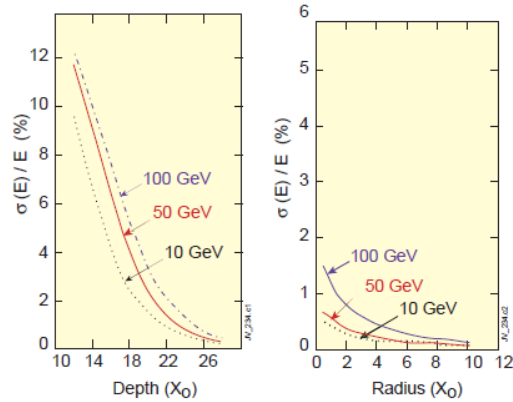 σ (E) / E (%)
12
10
8
6
4
2
0
100 GeV
50 GeV
10 GeV
10 14 18 22 26
Depth (X0)
JV_234.c1
σ (E) / E (%)
6
5
4
3
2
1
0
100 GeV
50 GeV
10 GeV
0 2 4 6 8 10 12
Radius (X0)
JV_234.c2